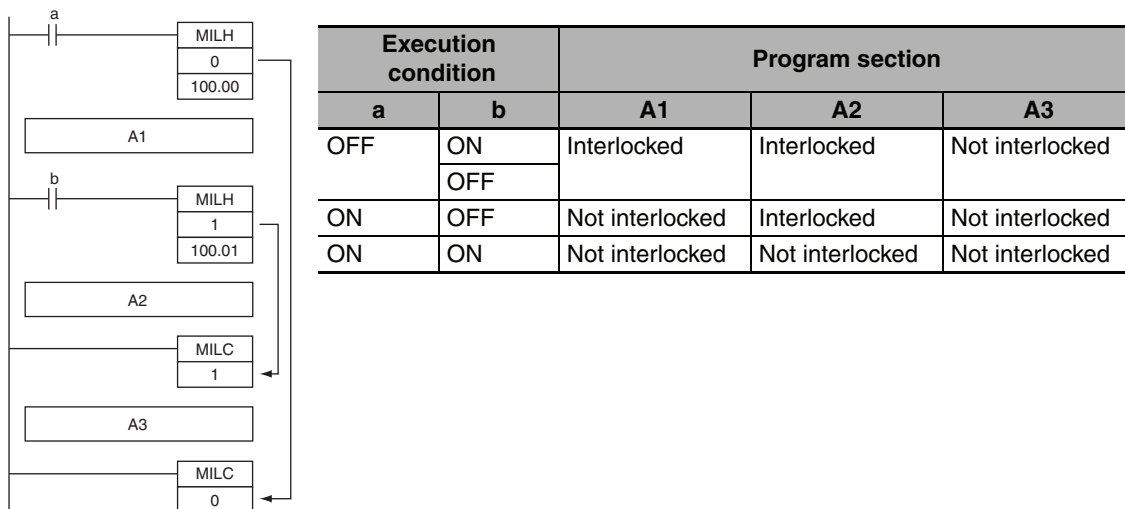 a
MILH
0
100.00
A1
b
MILH
1
100.01
A2
MILC
1
A3
MILC
0
Execution condition Program section
a b A1 A2 A3
OFF ON Interlocked Interlocked Not interlocked
OFF
ON OFF Not interlocked Interlocked Not interlocked
ON ON Not interlocked Not interlocked Not interlocked